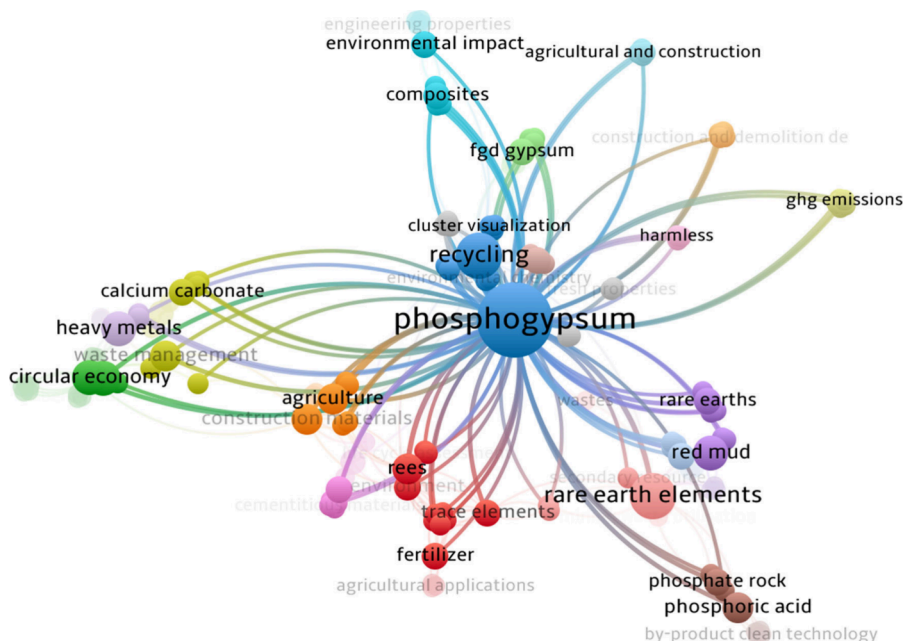 engineering properties
environmental impact
agricultural and construction
composites
construction and demolition de
fgd gypsum
ghg emissions
cluster visualization
harmless
recycling
environmental chemistry
fresh properties
calcium carbonate
phosphogypsum
heavy metals
waste management
circular economy
agriculture
rare earths
wastes
construction materials
red mud
rees
secondary resource
environment
rare earth elements
cementitious materials
trace elements
fertilizer
phosphate rock
agricultural applications
phosphoric acid
by-product clean technology